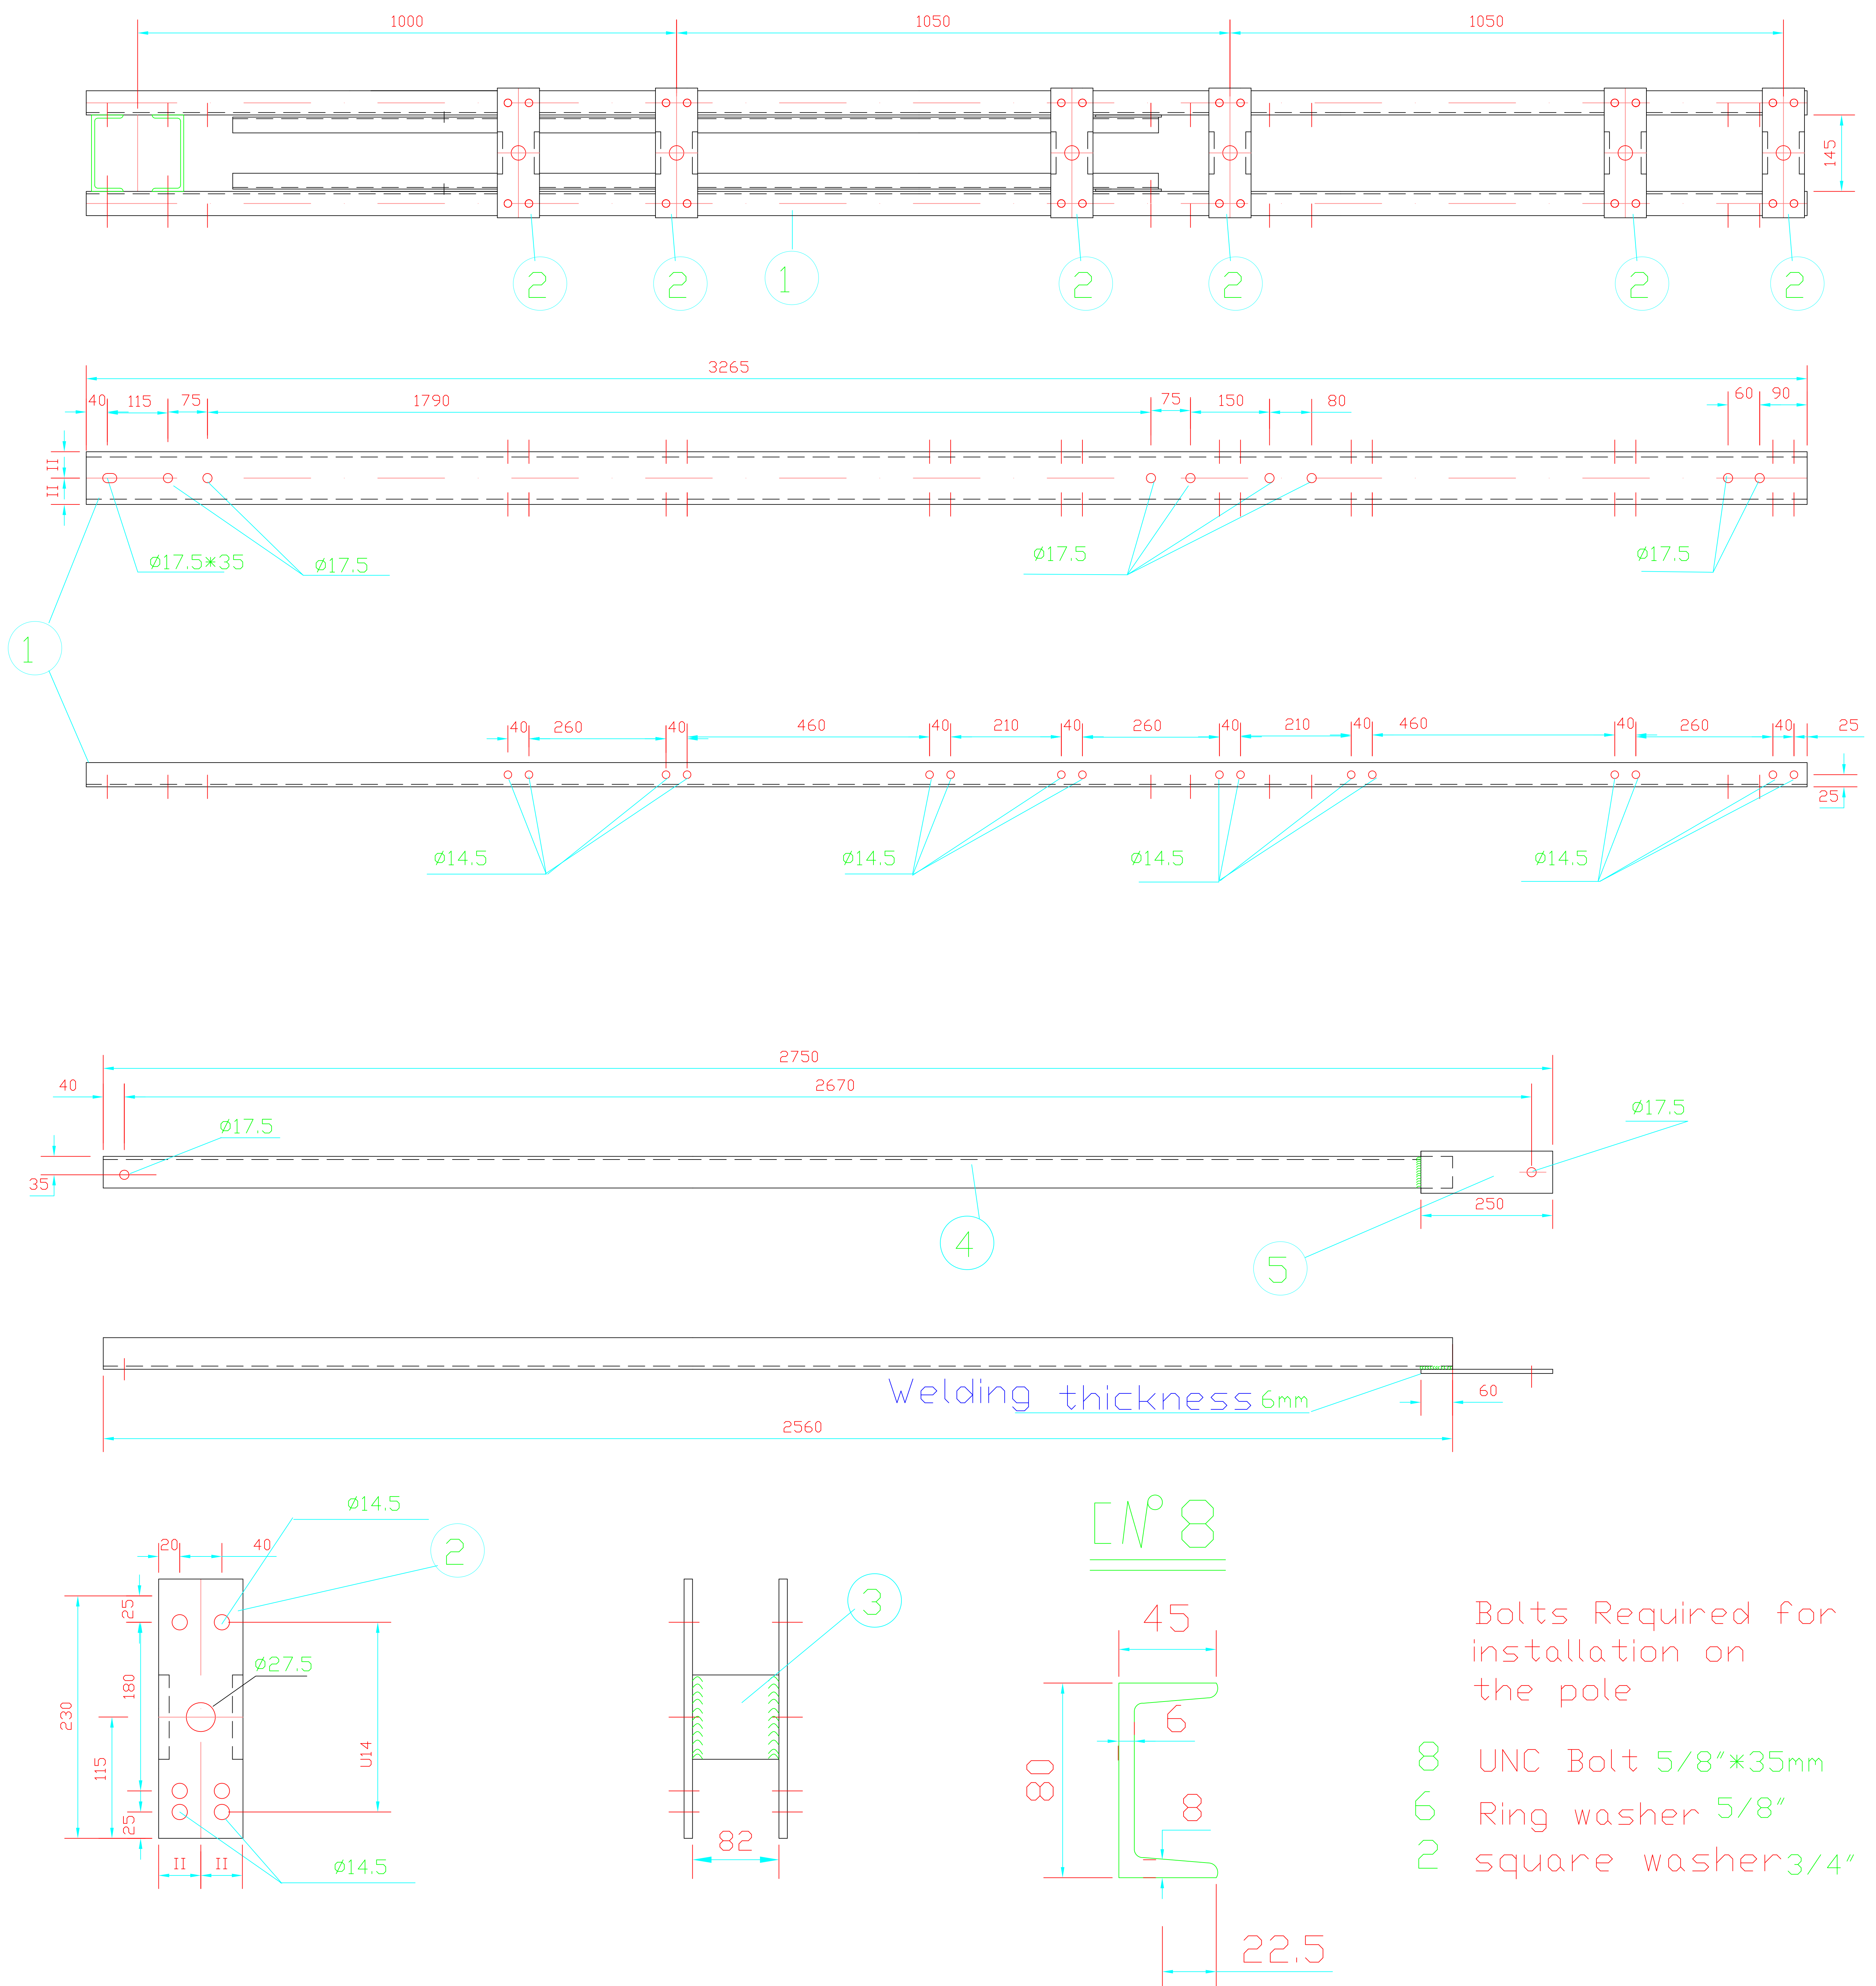 1000
1050
1050
145
2
2
1
2
2
2
2
3265
40
115
75
1790
75
150
80
60
90
II
II
Ø17.5*35
Ø17.5
Ø17.5
Ø17.5
1
40
260
40
460
40
210
40
260
40
210
40
460
40
260
40
25
25
Ø14.5
Ø14.5
Ø14.5
Ø14.5
2750
40
2670
Ø17.5
Ø17.5
35
250
4
5
Welding thickness 6mm
60
2560
Ø14.5
20
40
2
25
180
230
115
25
Ø27.5
U14
II
II
Ø14.5
3
82
[N° 8
45
6
80
8
22.5
Bolts Required for
installation on
the pole
8 UNC Bolt 5/8"*35mm
6 Ring washer 5/8"
2 square washer 3/4"